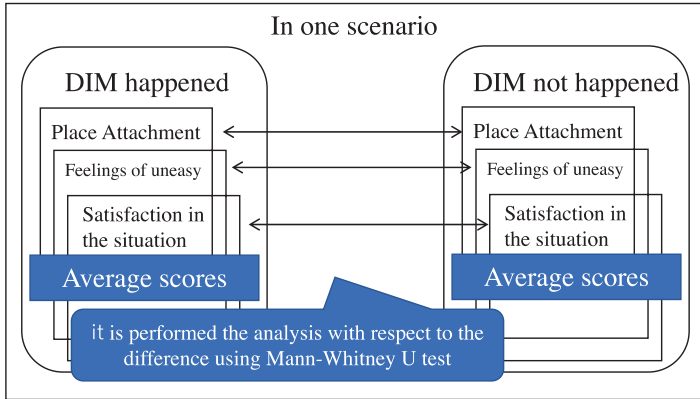 In one scenario
DIM happened
Place Attachment
Feelings of uneasy
Satisfaction in
the situation
Average scores
DIM not happened
Place Attachment
Feelings of uneasy
Satisfaction in
the situation
Average scores
it is performed the analysis with respect to the
difference using Mann-Whitney U test